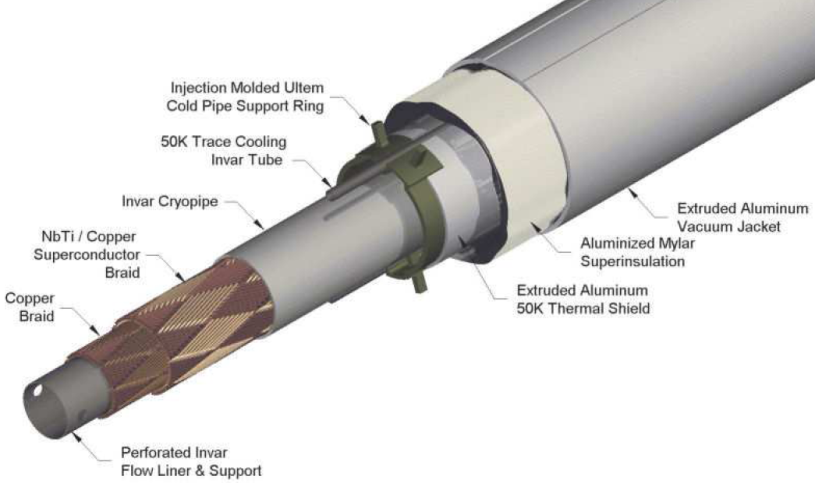 Injection Molded Ultem
Cold Pipe Support Ring
50K Trace Cooling
Invar Tube
Invar Cryopipe
NbTi / Copper
Superconductor
Braid
Copper
Braid
Perforated Invar
Flow Liner & Support
Extruded Aluminum
Vacuum Jacket
Aluminized Mylar
Superinsulation
Extruded Aluminum
50K Thermal Shield